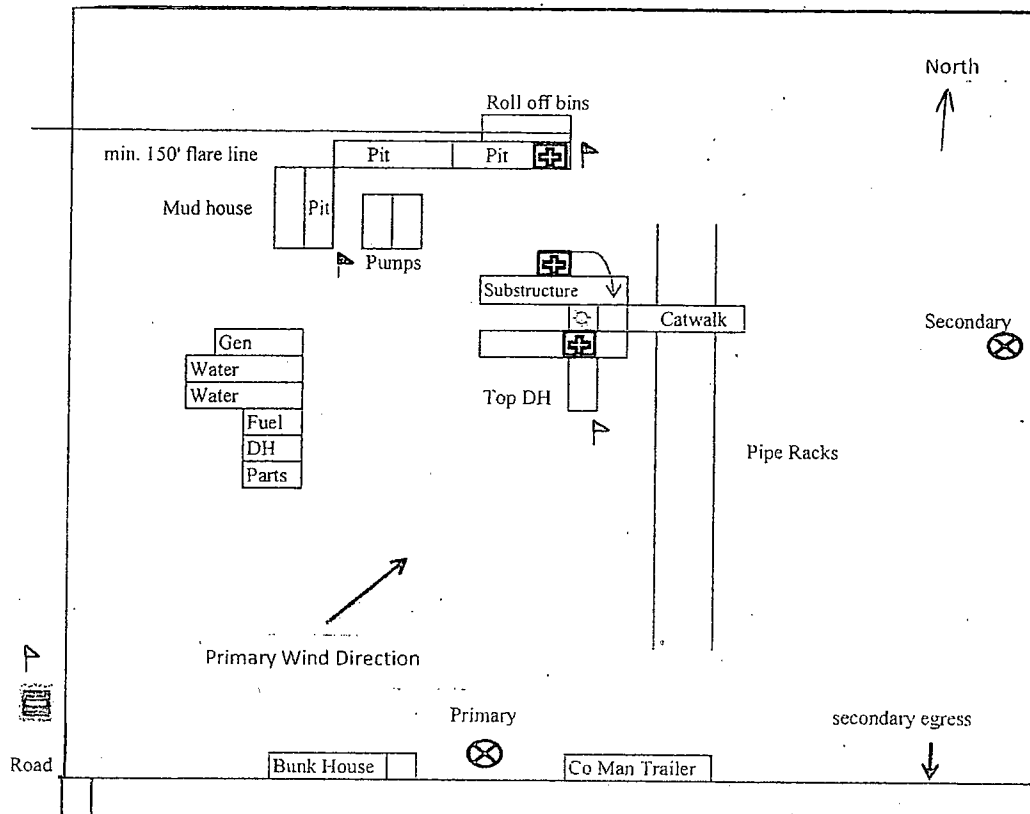 North
Roll off bins
min. 150' flare line
Pit
Pit
Mud house
Pit
Pumps
Substructure
Catwalk
Secondary
Gen
Water
Water
Top DH
Fuel
DH
Parts
Pipe Racks
Primary Wind Direction
Primary
secondary egress
Road
Bunk House
Co Man Trailer